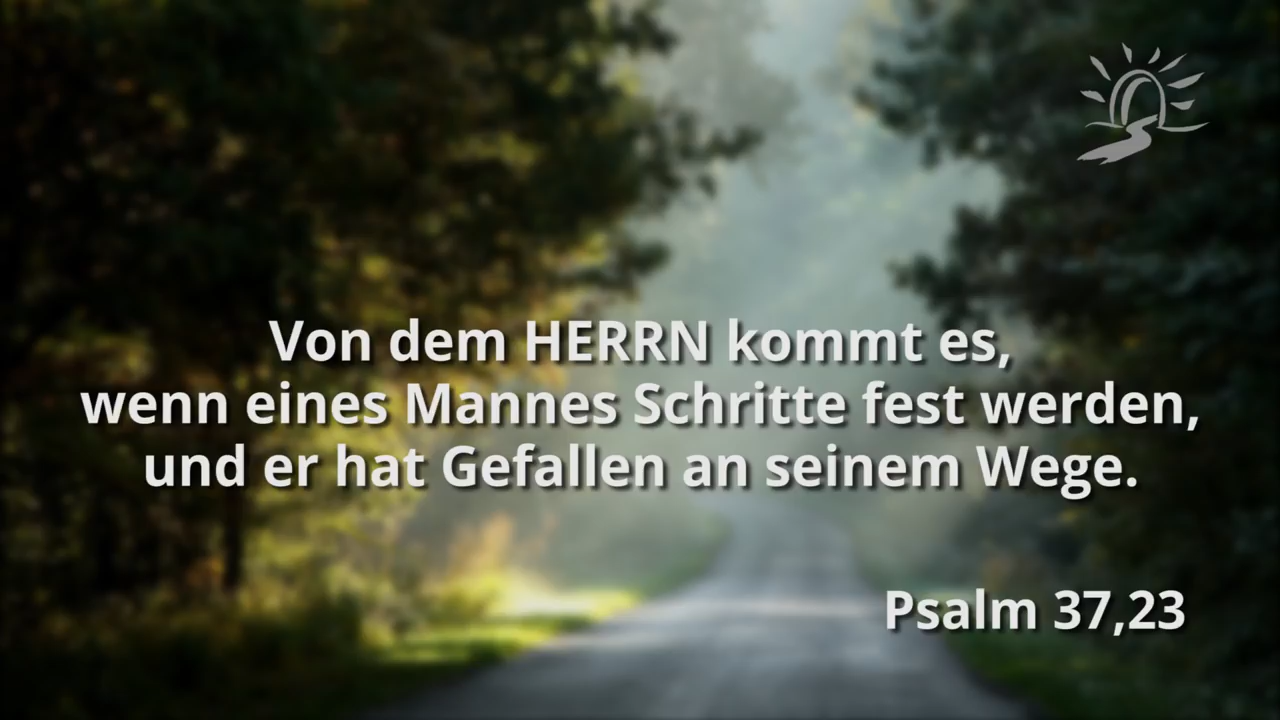 Von dem HERRN kommt es,
wenn eines Mannes Schritte fest werden,
und er hat Gefallen an seinem Wege.
Psalm 37,23